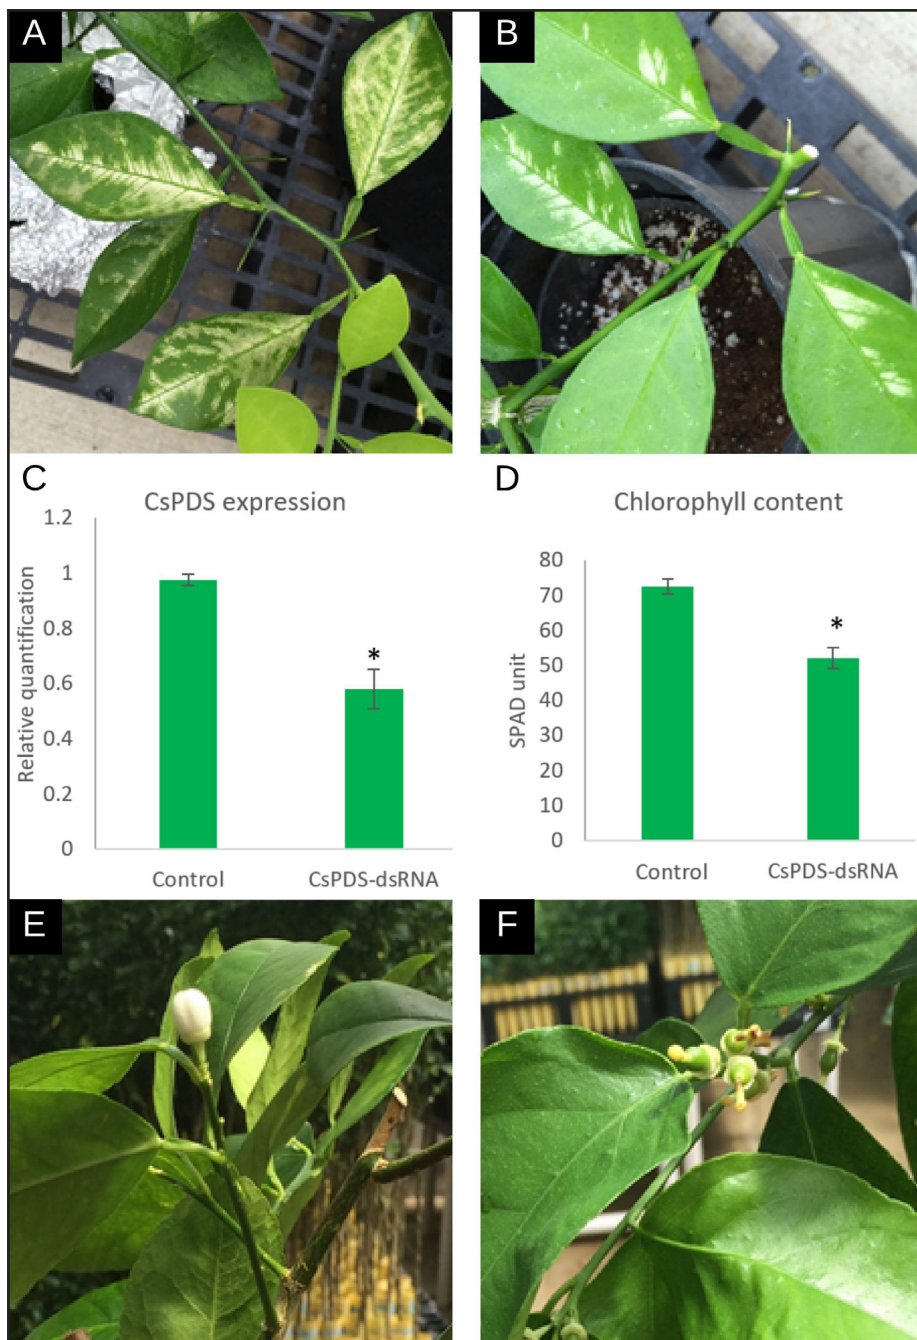 A
B
C
CsPDS expression
Relative quantification
1.2
1
0.8
0.6
0.4
0.2
0
*
Control
CsPDS-dsRNA
D
Chlorophyll content
SPAD unit
80
70
60
50
40
30
20
10
0
*
Control
CsPDS-dsRNA
E
F